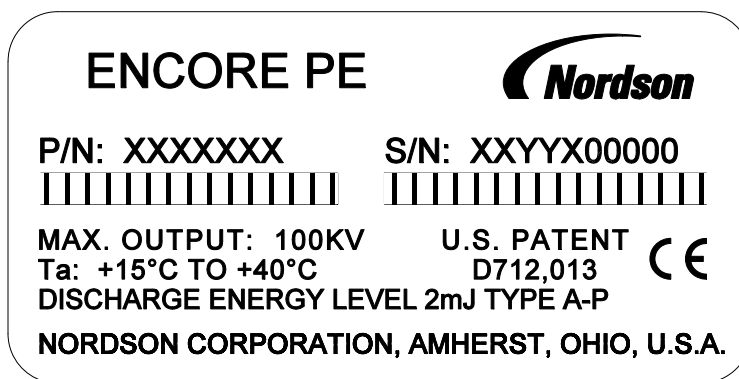 ENCORE PE
Nordson
P/N: XXXXXXX
S/N: XXYYX00000
MAX. OUTPUT: 100KV
Ta: +15°C TO +40°C
U.S. PATENT
D712,013
CE
DISCHARGE ENERGY LEVEL 2mJ TYPE A-P
NORDSON CORPORATION, AMHERST, OHIO, U.S.A.